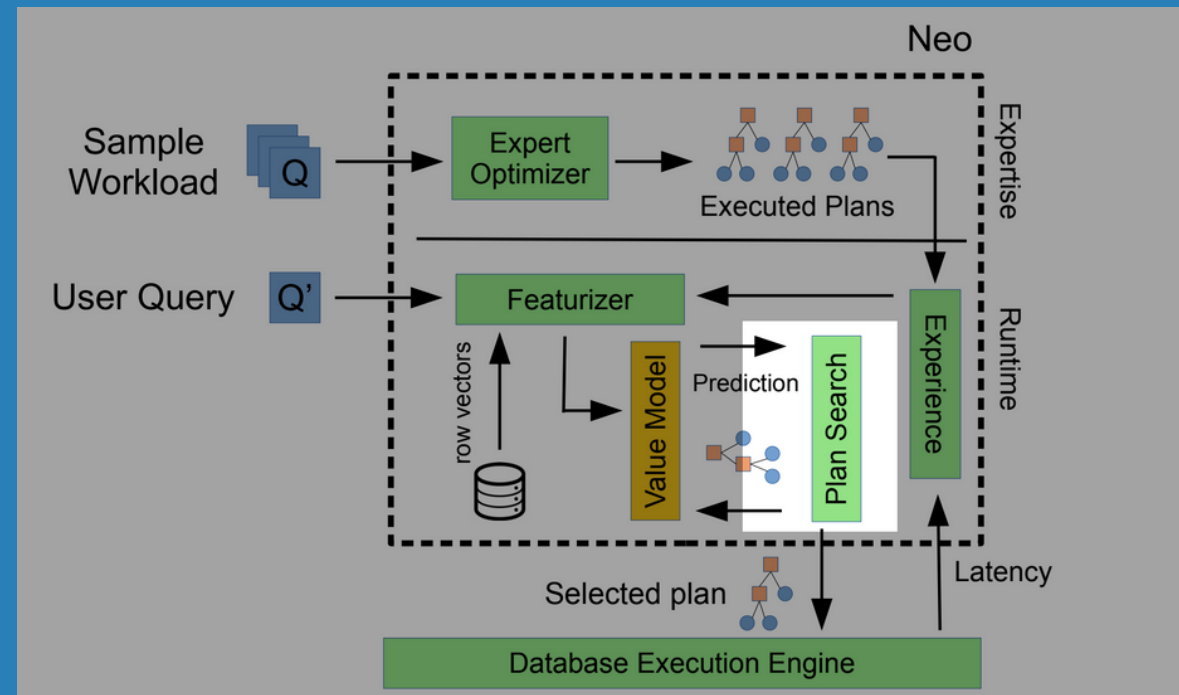 Neo
Sample
Workload
Q
Expert
Optimizer
Executed Plans
Expertise
User Query
Q’
Featurizer
Runtime
row vectors
Value Model
Prediction
Plan Search
Experience
Selected plan
Latency
Database Execution Engine